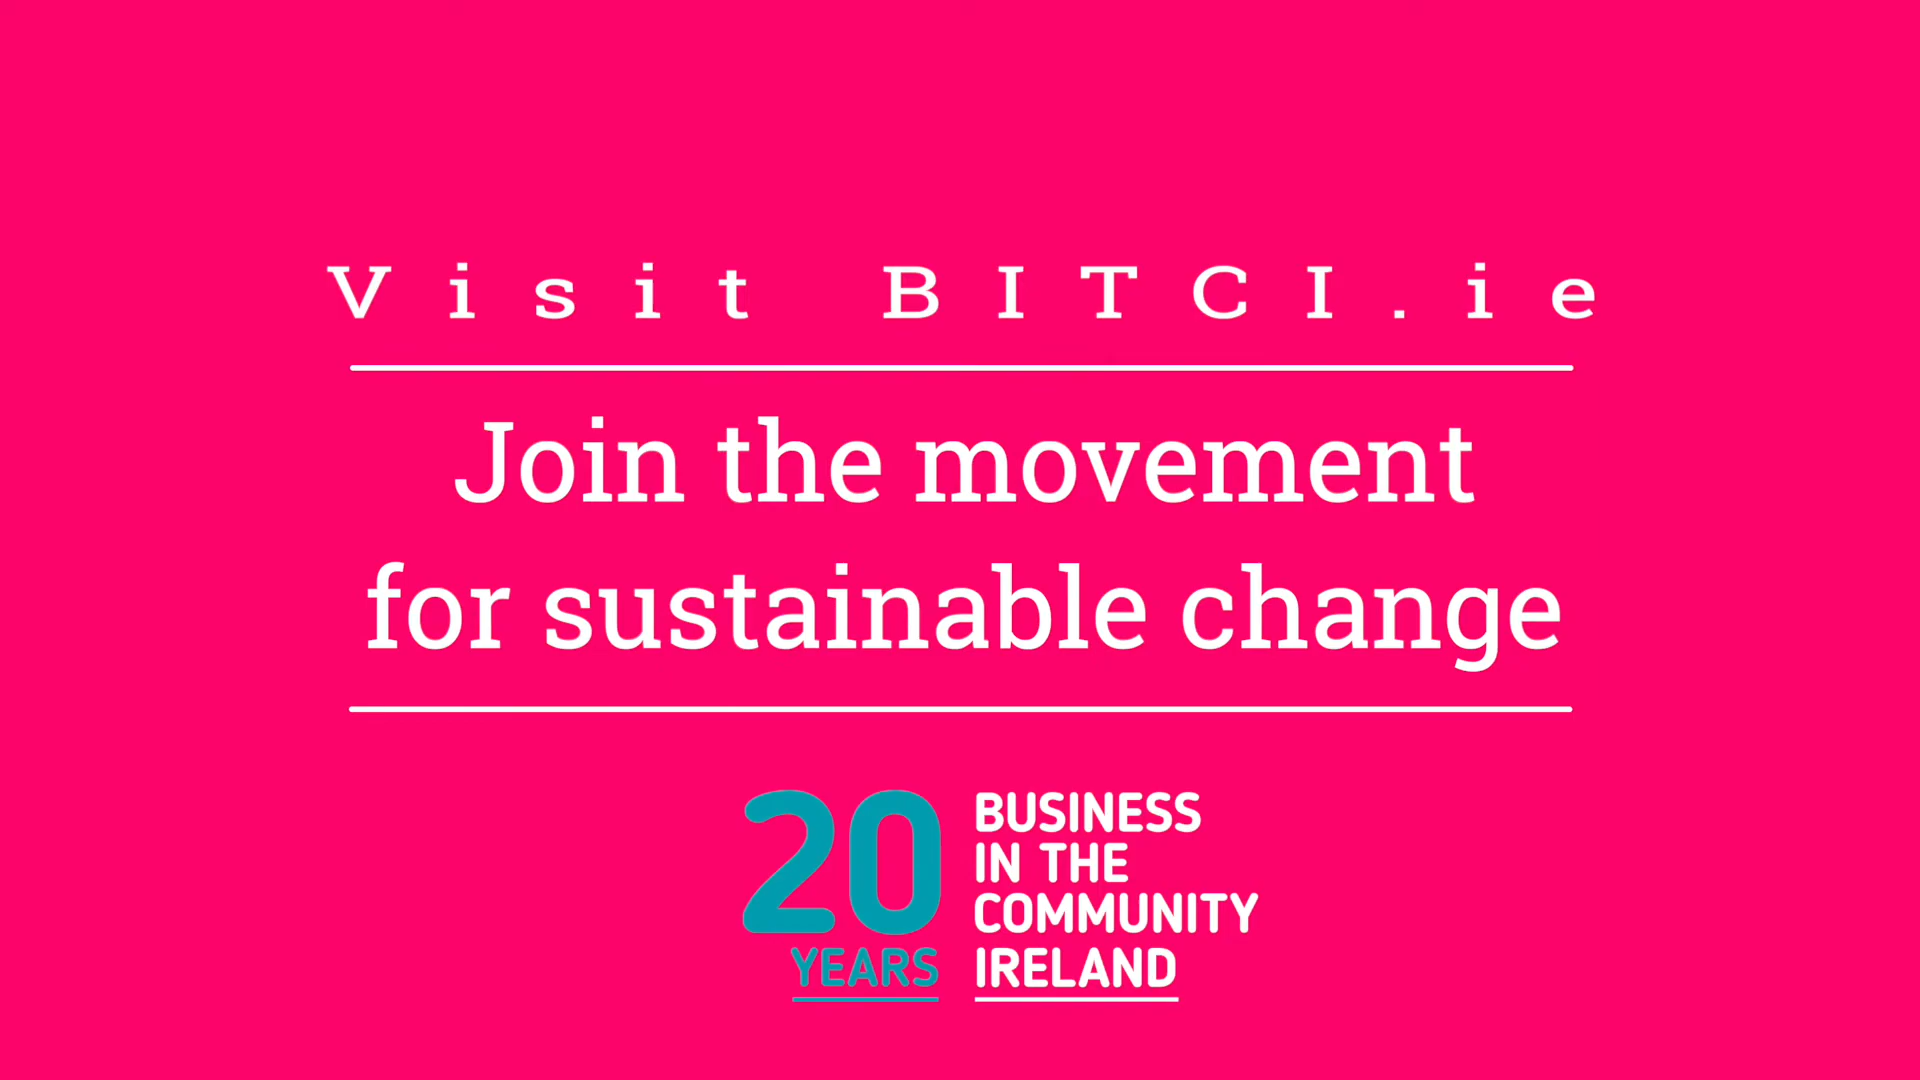 Visit BITCI.ie
Join the movement
for sustainable change
20
YEARS
BUSINESS
IN THE
COMMUNITY
IRELAND